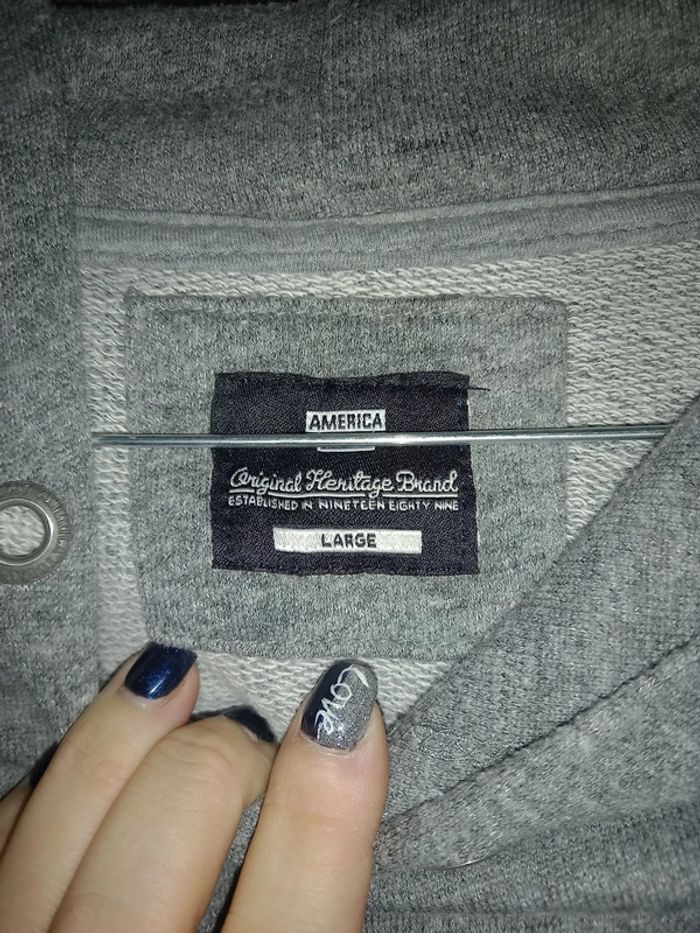 AMERICA
Original Heritage Brand
ESTABLISHED IN NINETEEN EIGHTY NINE
LARGE
Love